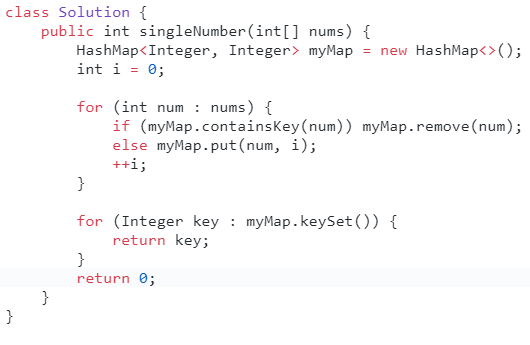 class Solution {
    public int singleNumber(int[] nums) {
        HashMap<Integer, Integer> myMap = new HashMap<>();
        int i = 0;

        for (int num : nums) {
            if (myMap.containsKey(num)) myMap.remove(num);
            else myMap.put(num, i);
            ++i;
        }

        for (Integer key : myMap.keySet()) {
            return key;
        }
        return 0;
    }
}